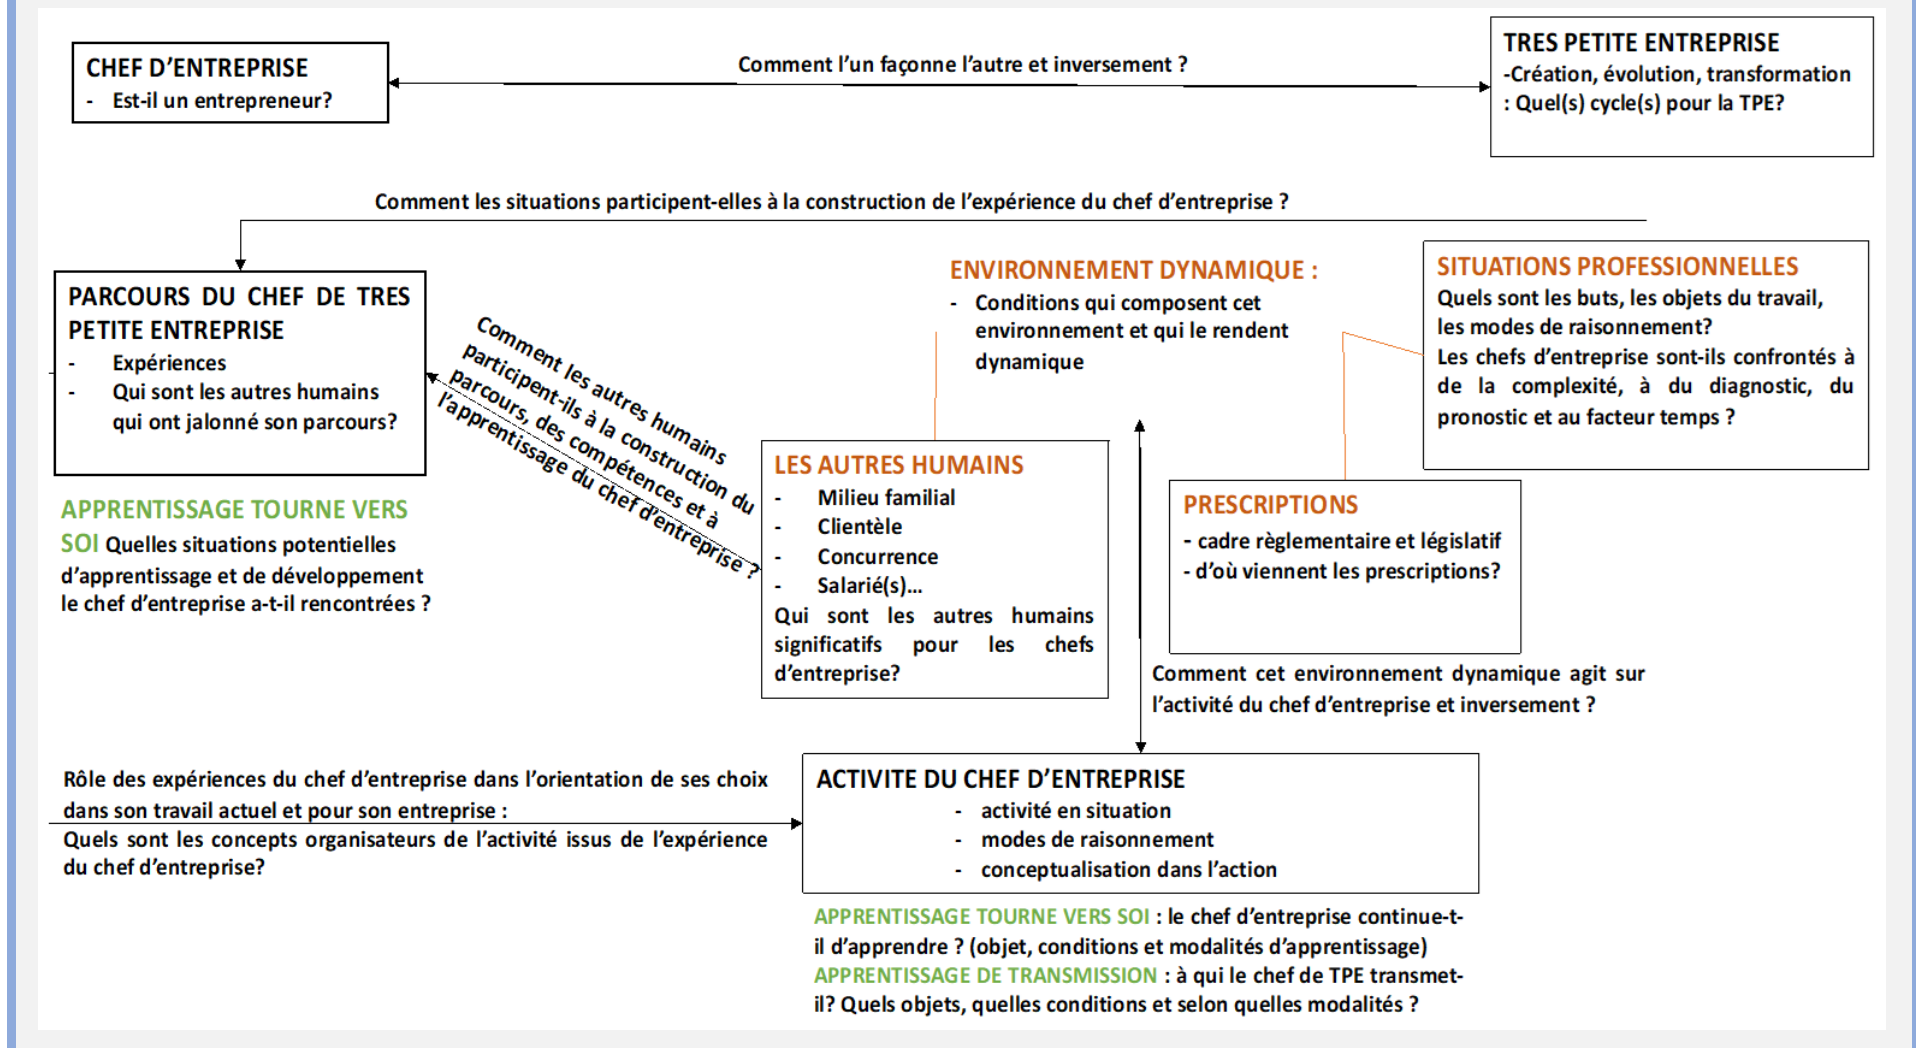 CHEF D’ENTREPRISE
- Est-il un entrepreneur?
Comment l’un façonne l’autre et inversement ?
TRES PETITE ENTREPRISE
-Création, évolution, transformation
: Quel(s) cycle(s) pour la TPE?
Comment les situations participent-elles à la construction de l’expérience du chef d’entreprise ?
PARCOURS DU CHEF DE TRES
PETITE ENTREPRISE
- Expériences
- Qui sont les autres humains
qui ont jalonné son parcours?
APPRENTISSAGE TOURNE VERS
SOI Quelles situations potentielles
d’apprentissage et de développement
le chef d’entreprise a-t-il rencontrées ?
Comment les autres humains
participent-ils à la construction du
parcours, des compétences et à
l’apprentissage du chef d’entreprise ?
ENVIRONNEMENT DYNAMIQUE :
- Conditions qui composent cet
environnement et qui le rendent
dynamique
SITUATIONS PROFESSIONNELLES
Quels sont les buts, les objets du travail,
les modes de raisonnement?
Les chefs d’entreprise sont-ils confrontés à
de la complexité, à du diagnostic, du
pronostic et au facteur temps ?
LES AUTRES HUMAINS
- Milieu familial
- Clientèle
- Concurrence
- Salarié(s)...
Qui sont les autres humains
significatifs pour les chefs
d’entreprise?
PRESCRIPTIONS
- cadre règlementaire et législatif
- d’où viennent les prescriptions?
Comment cet environnement dynamique agit sur
l’activité du chef d’entreprise et inversement ?
Rôle des expériences du chef d’entreprise dans l’orientation de ses choix
dans son travail actuel et pour son entreprise :
Quels sont les concepts organisateurs de l’activité issus de l’expérience
du chef d’entreprise?
ACTIVITE DU CHEF D’ENTREPRISE
- activité en situation
- modes de raisonnement
- conceptualisation dans l’action
APPRENTISSAGE TOURNE VERS SOI : le chef d’entreprise continue-t-
il d’apprendre ? (objet, conditions et modalités d’apprentissage)
APPRENTISSAGE DE TRANSMISSION : à qui le chef de TPE transmet-
il? Quels objets, quelles conditions et selon quelles modalités ?